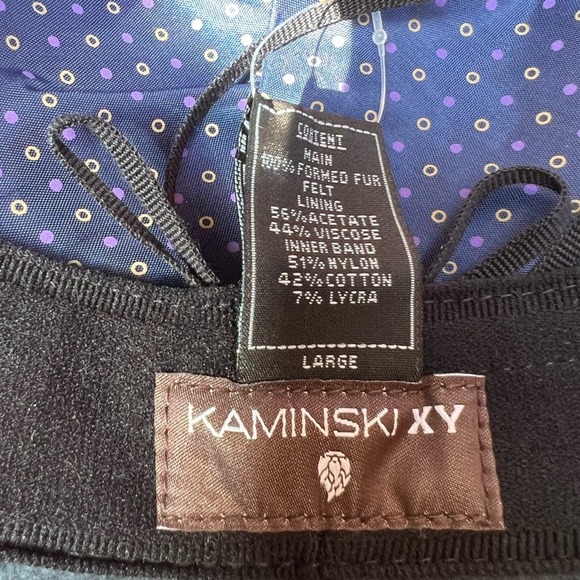 CONTENT
MAIN
100% FORMED FUR
FELT
LINING
56% ACETATE
44% VISCOSE
INNER BAND
51% NYLON
42% COTTON
7% LYCRA
LARGE
KAMINSKI XY